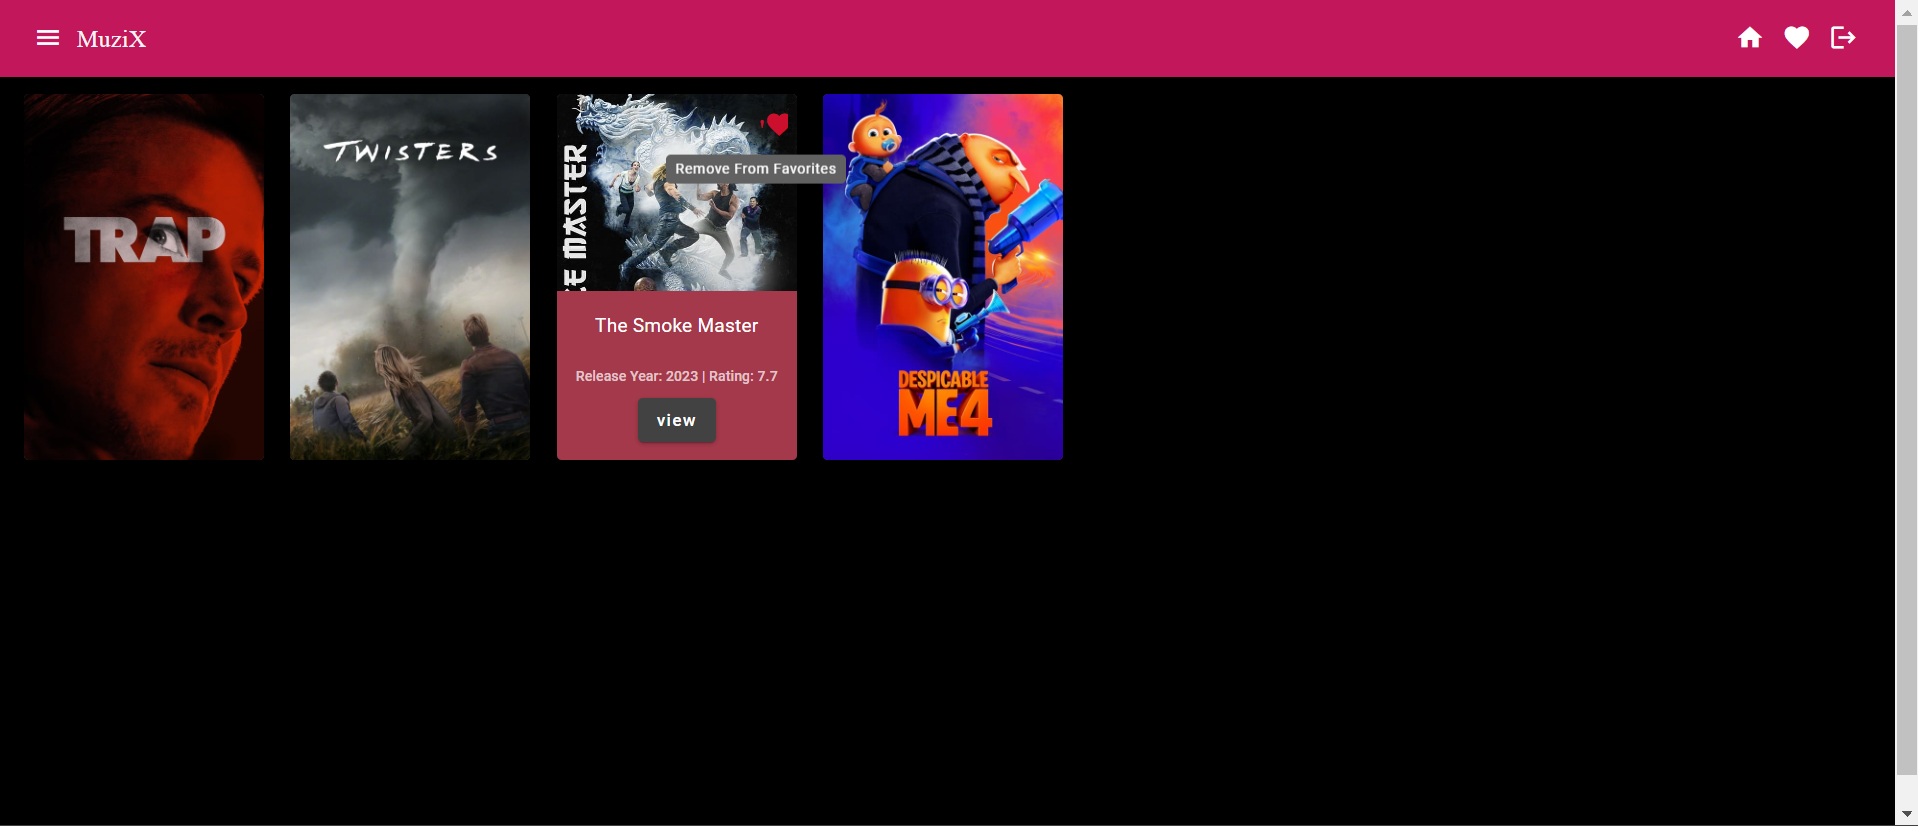 MuziX
TRAP
TWISTERS
MASTER
Remove From Favorites
The Smoke Master
Release Year: 2023 | Rating: 7.7
view
DESPICABLE
ME4